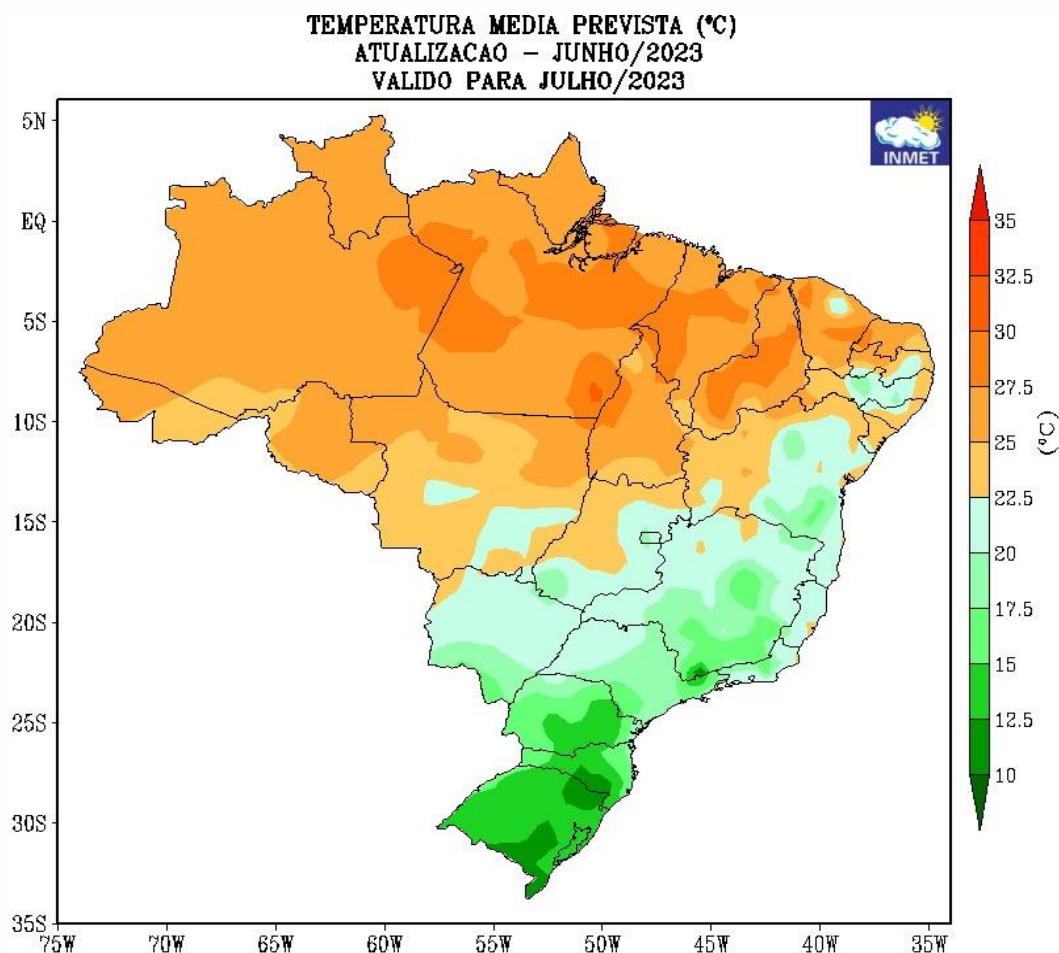 TEMPERATURA MEDIA PREVISTA (°C)
ATUALIZACAO - JUNHO/2023
VALIDO PARA JULHO/2023
INMET
5N
EQ
5S
10S
15S
20S
25S
30S
35S
75W 70W 65W 60W 55W 50W 45W 40W 35W
35
32.5
30
27.5
25
22.5
20
17.5
15
12.5
10
(°C)